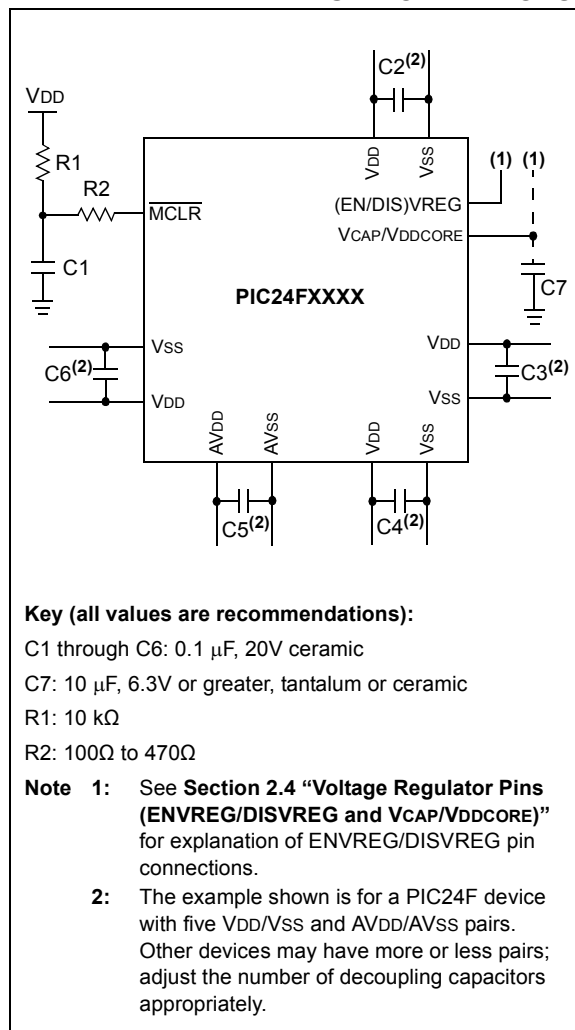 C2(2)
VDD
R1
R2
C1
VDD
VSS
(1) (1)
MCLR
(EN/DIS)VREG
VCAP/VDDCORE
C7
PIC24FXXXX
VSS
VDD
C6(2)
VDD
VSS
C3(2)
AVDD
AVSS
VDD
VSS
C5(2)
C4(2)
Key (all values are recommendations):
C1 through C6: 0.1 μF, 20V ceramic
C7: 10 μF, 6.3V or greater, tantalum or ceramic
R1: 10 kΩ
R2: 100Ω to 470Ω
Note 1: See Section 2.4 “Voltage Regulator Pins
(ENVREG/DISVREG and VCAP/VDDCORE)”
for explanation of ENVREG/DISVREG pin
connections.
2: The example shown is for a PIC24F device
with five VDD/VSS and AVDD/AVSS pairs.
Other devices may have more or less pairs;
adjust the number of decoupling capacitors
appropriately.